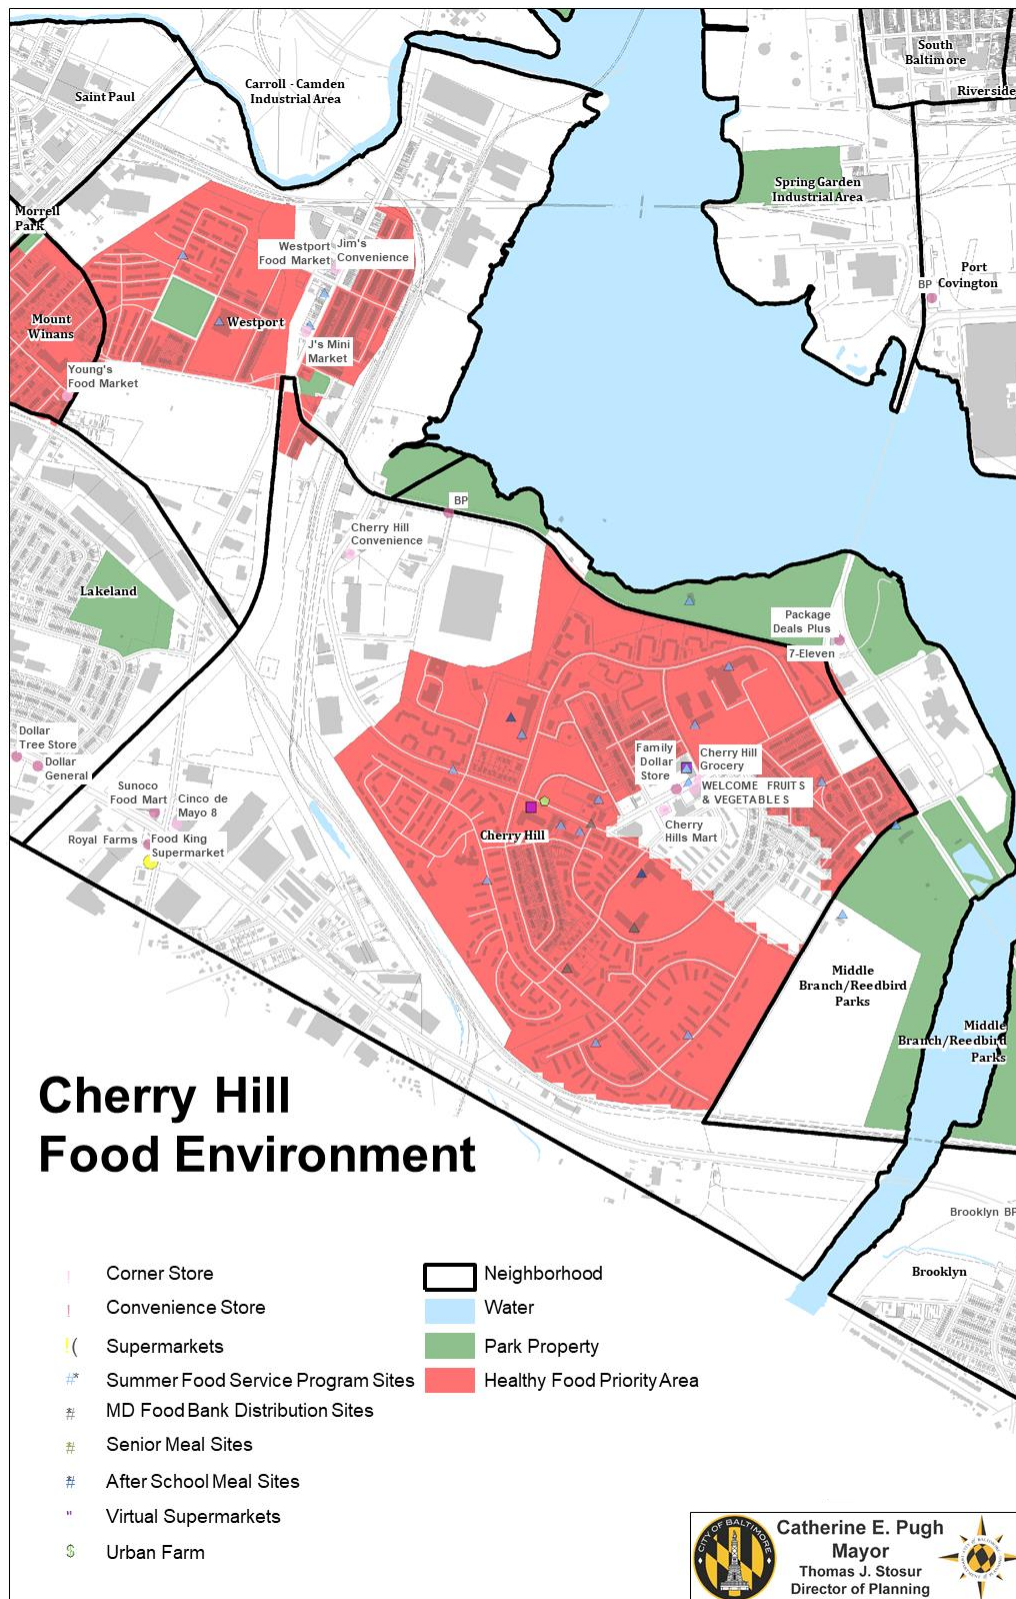 South
Baltimore
Riverside
Carroll - Camden
Industrial Area
Saint Paul
Spring Garden
Industrial Area
Morrell
Park
Westport
Food Market
Jim's
Convenience
Port
Covington
BP
Mount
Winans
Westport
J's Mini
Market
Young's
Food Market
BP
Cherry Hill
Convenience
Lakeland
Package
Deals Plus
7-Eleven
Dollar
Tree Store
Dollar
General
Family
Dollar
Store
Cherry Hill
Grocery
WELCOME FRUITS
& VEGETABLES
Sunoco
Food Mart
Cinco de
Mayo 8
Royal Farms
Food King
Supermarket
Cherry Hill
Cherry
Hills Mart
Middle
Branch/Reedbird
Parks
Middle
Branch/Reedbird
Parks
Cherry Hill
Food Environment
Brooklyn BP
Brooklyn
! Corner Store
! Convenience Store
!( Supermarkets
#* Summer Food Service Program Sites
#* MD Food Bank Distribution Sites
#* Senior Meal Sites
#* After School Meal Sites
" Virtual Supermarkets
$ Urban Farm
Neighborhood
Water
Park Property
Healthy Food Priority Area
CITY OF BALTIMORE
Catherine E. Pugh
Mayor
Thomas J. Stosur
Director of Planning